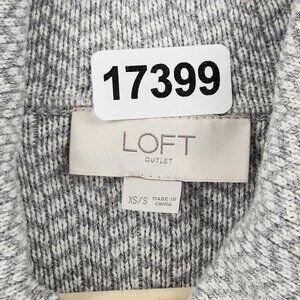 17399
LOFT
OUTLET
XS/S
MADE IN
CHINA